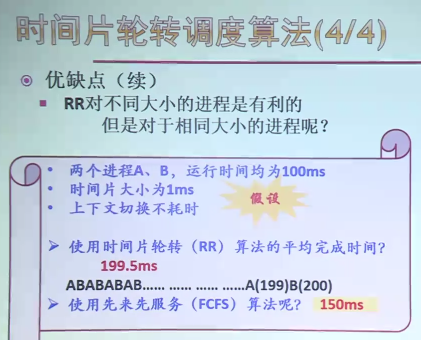 时间片轮转调度算法(4/4)
优缺点（续）
RR对不同大小的进程是有利的
但是对于相同大小的进程呢？
两个进程A、B，运行时间均为100ms
时间片大小为1ms
上下文切换不耗时
假设
使用时间片轮转（RR）算法的平均完成时间？
199.5ms
ABABABAB…… …… …… ……A(199)B(200)
使用先来先服务（FCFS）算法呢？ 150ms